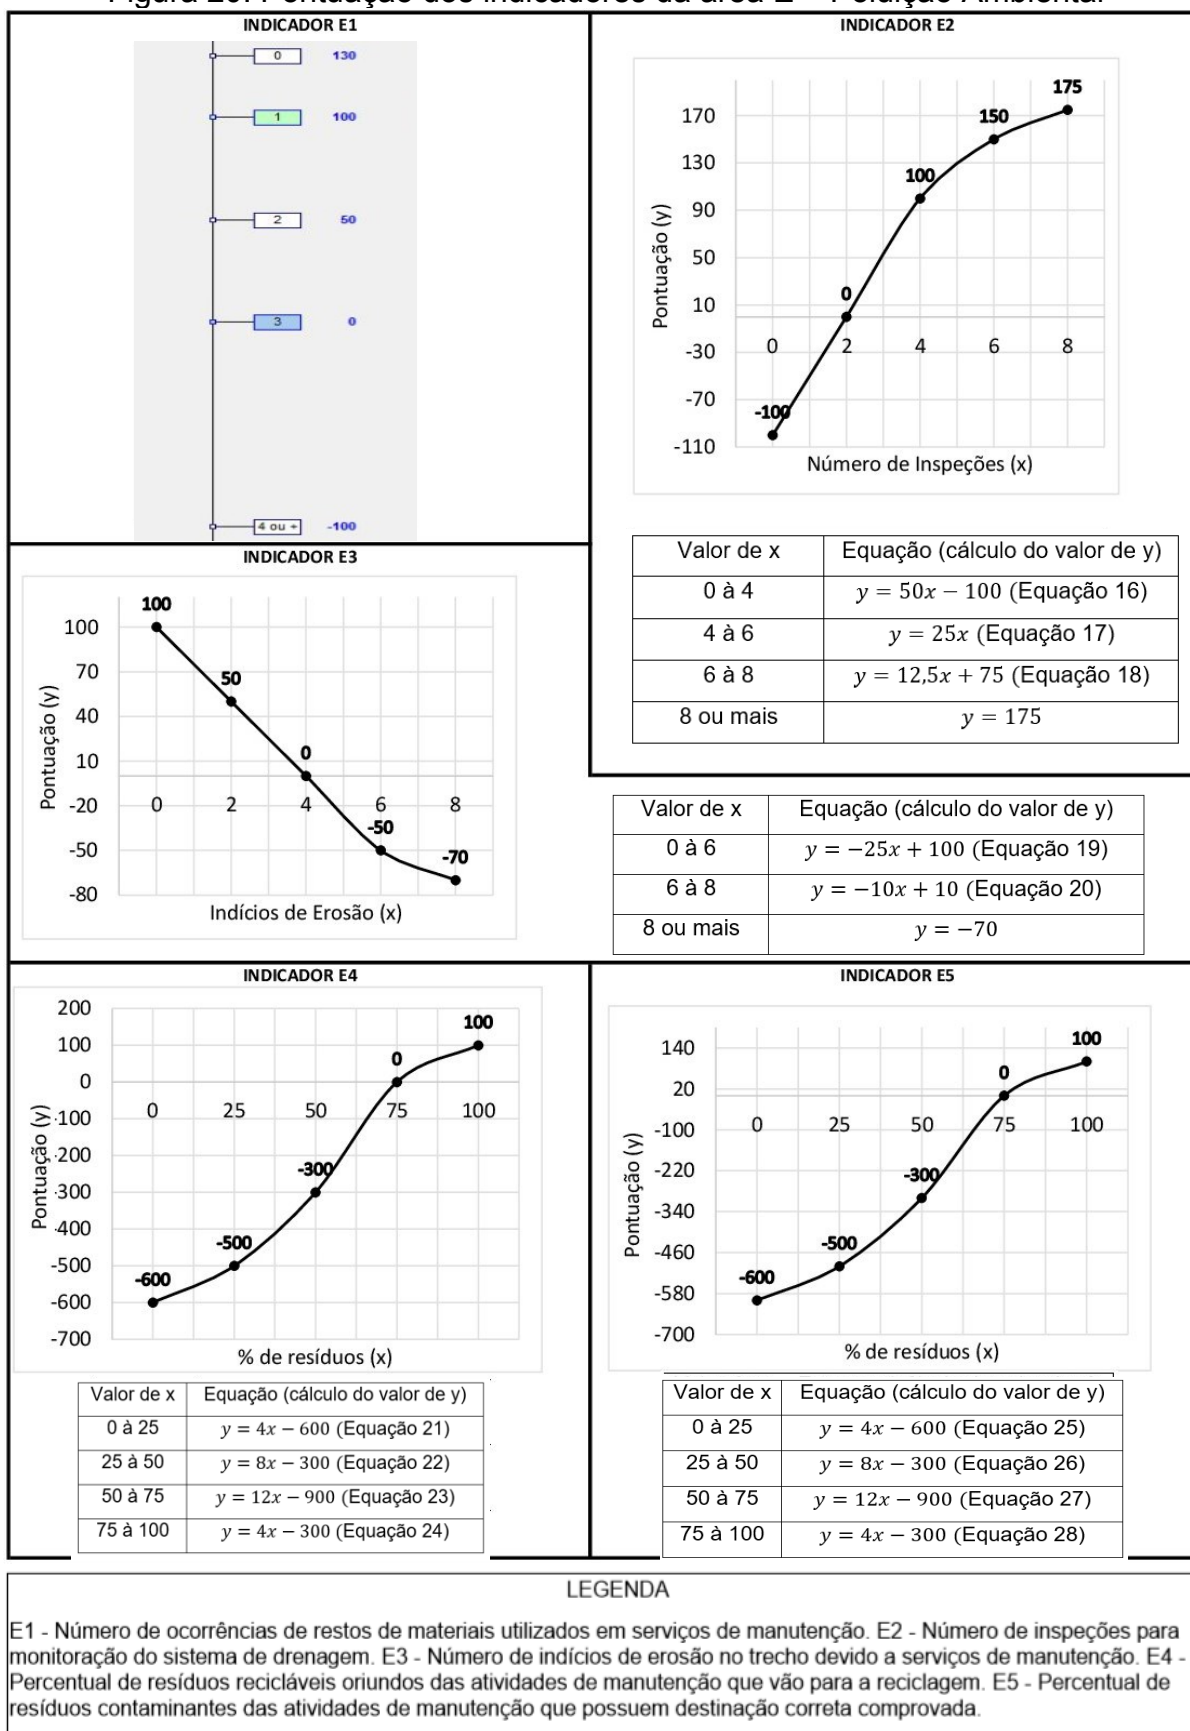 Figura 20: Pontuação dos indicadores da área E – Poluição Ambiental
INDICADOR E1
0 130
1 100
2 50
3 0
4 ou + -100
INDICADOR E2
Pontuação (y)
170
130
90
50
10
-30
-70
-110
-100
0
100
150
175
0 2 4 6 8
Número de Inspeções (x)
Valor de x Equação (cálculo do valor de y)
0 à 4 y = 50x − 100 (Equação 16)
4 à 6 y = 25x (Equação 17)
6 à 8 y = 12,5x + 75 (Equação 18)
8 ou mais y = 175
INDICADOR E3
Pontuação (y)
100
70
40
10
-20
-50
-80
100
50
0
-50
-70
0 2 4 6 8
Indícios de Erosão (x)
Valor de x Equação (cálculo do valor de y)
0 à 6 y = −25x + 100 (Equação 19)
6 à 8 y = −10x + 10 (Equação 20)
8 ou mais y = −70
INDICADOR E4
Pontuação (y)
200
100
0
-100
-200
-300
-400
-500
-600
-700
-600
-500
-300
0
100
0 25 50 75 100
% de resíduos (x)
Valor de x Equação (cálculo do valor de y)
0 à 25 y = 4x − 600 (Equação 21)
25 à 50 y = 8x − 300 (Equação 22)
50 à 75 y = 12x − 900 (Equação 23)
75 à 100 y = 4x − 300 (Equação 24)
INDICADOR E5
Pontuação (y)
140
20
-100
-220
-340
-460
-580
-700
-600
-500
-300
0
100
0 25 50 75 100
% de resíduos (x)
Valor de x Equação (cálculo do valor de y)
0 à 25 y = 4x − 600 (Equação 25)
25 à 50 y = 8x − 300 (Equação 26)
50 à 75 y = 12x − 900 (Equação 27)
75 à 100 y = 4x − 300 (Equação 28)
LEGENDA
E1 - Número de ocorrências de restos de materiais utilizados em serviços de manutenção. E2 - Número de inspeções para
monitoração do sistema de drenagem. E3 - Número de indícios de erosão no trecho devido a serviços de manutenção. E4 -
Percentual de resíduos recicláveis oriundos das atividades de manutenção que vão para a reciclagem. E5 - Percentual de
resíduos contaminantes das atividades de manutenção que possuem destinação correta comprovada.